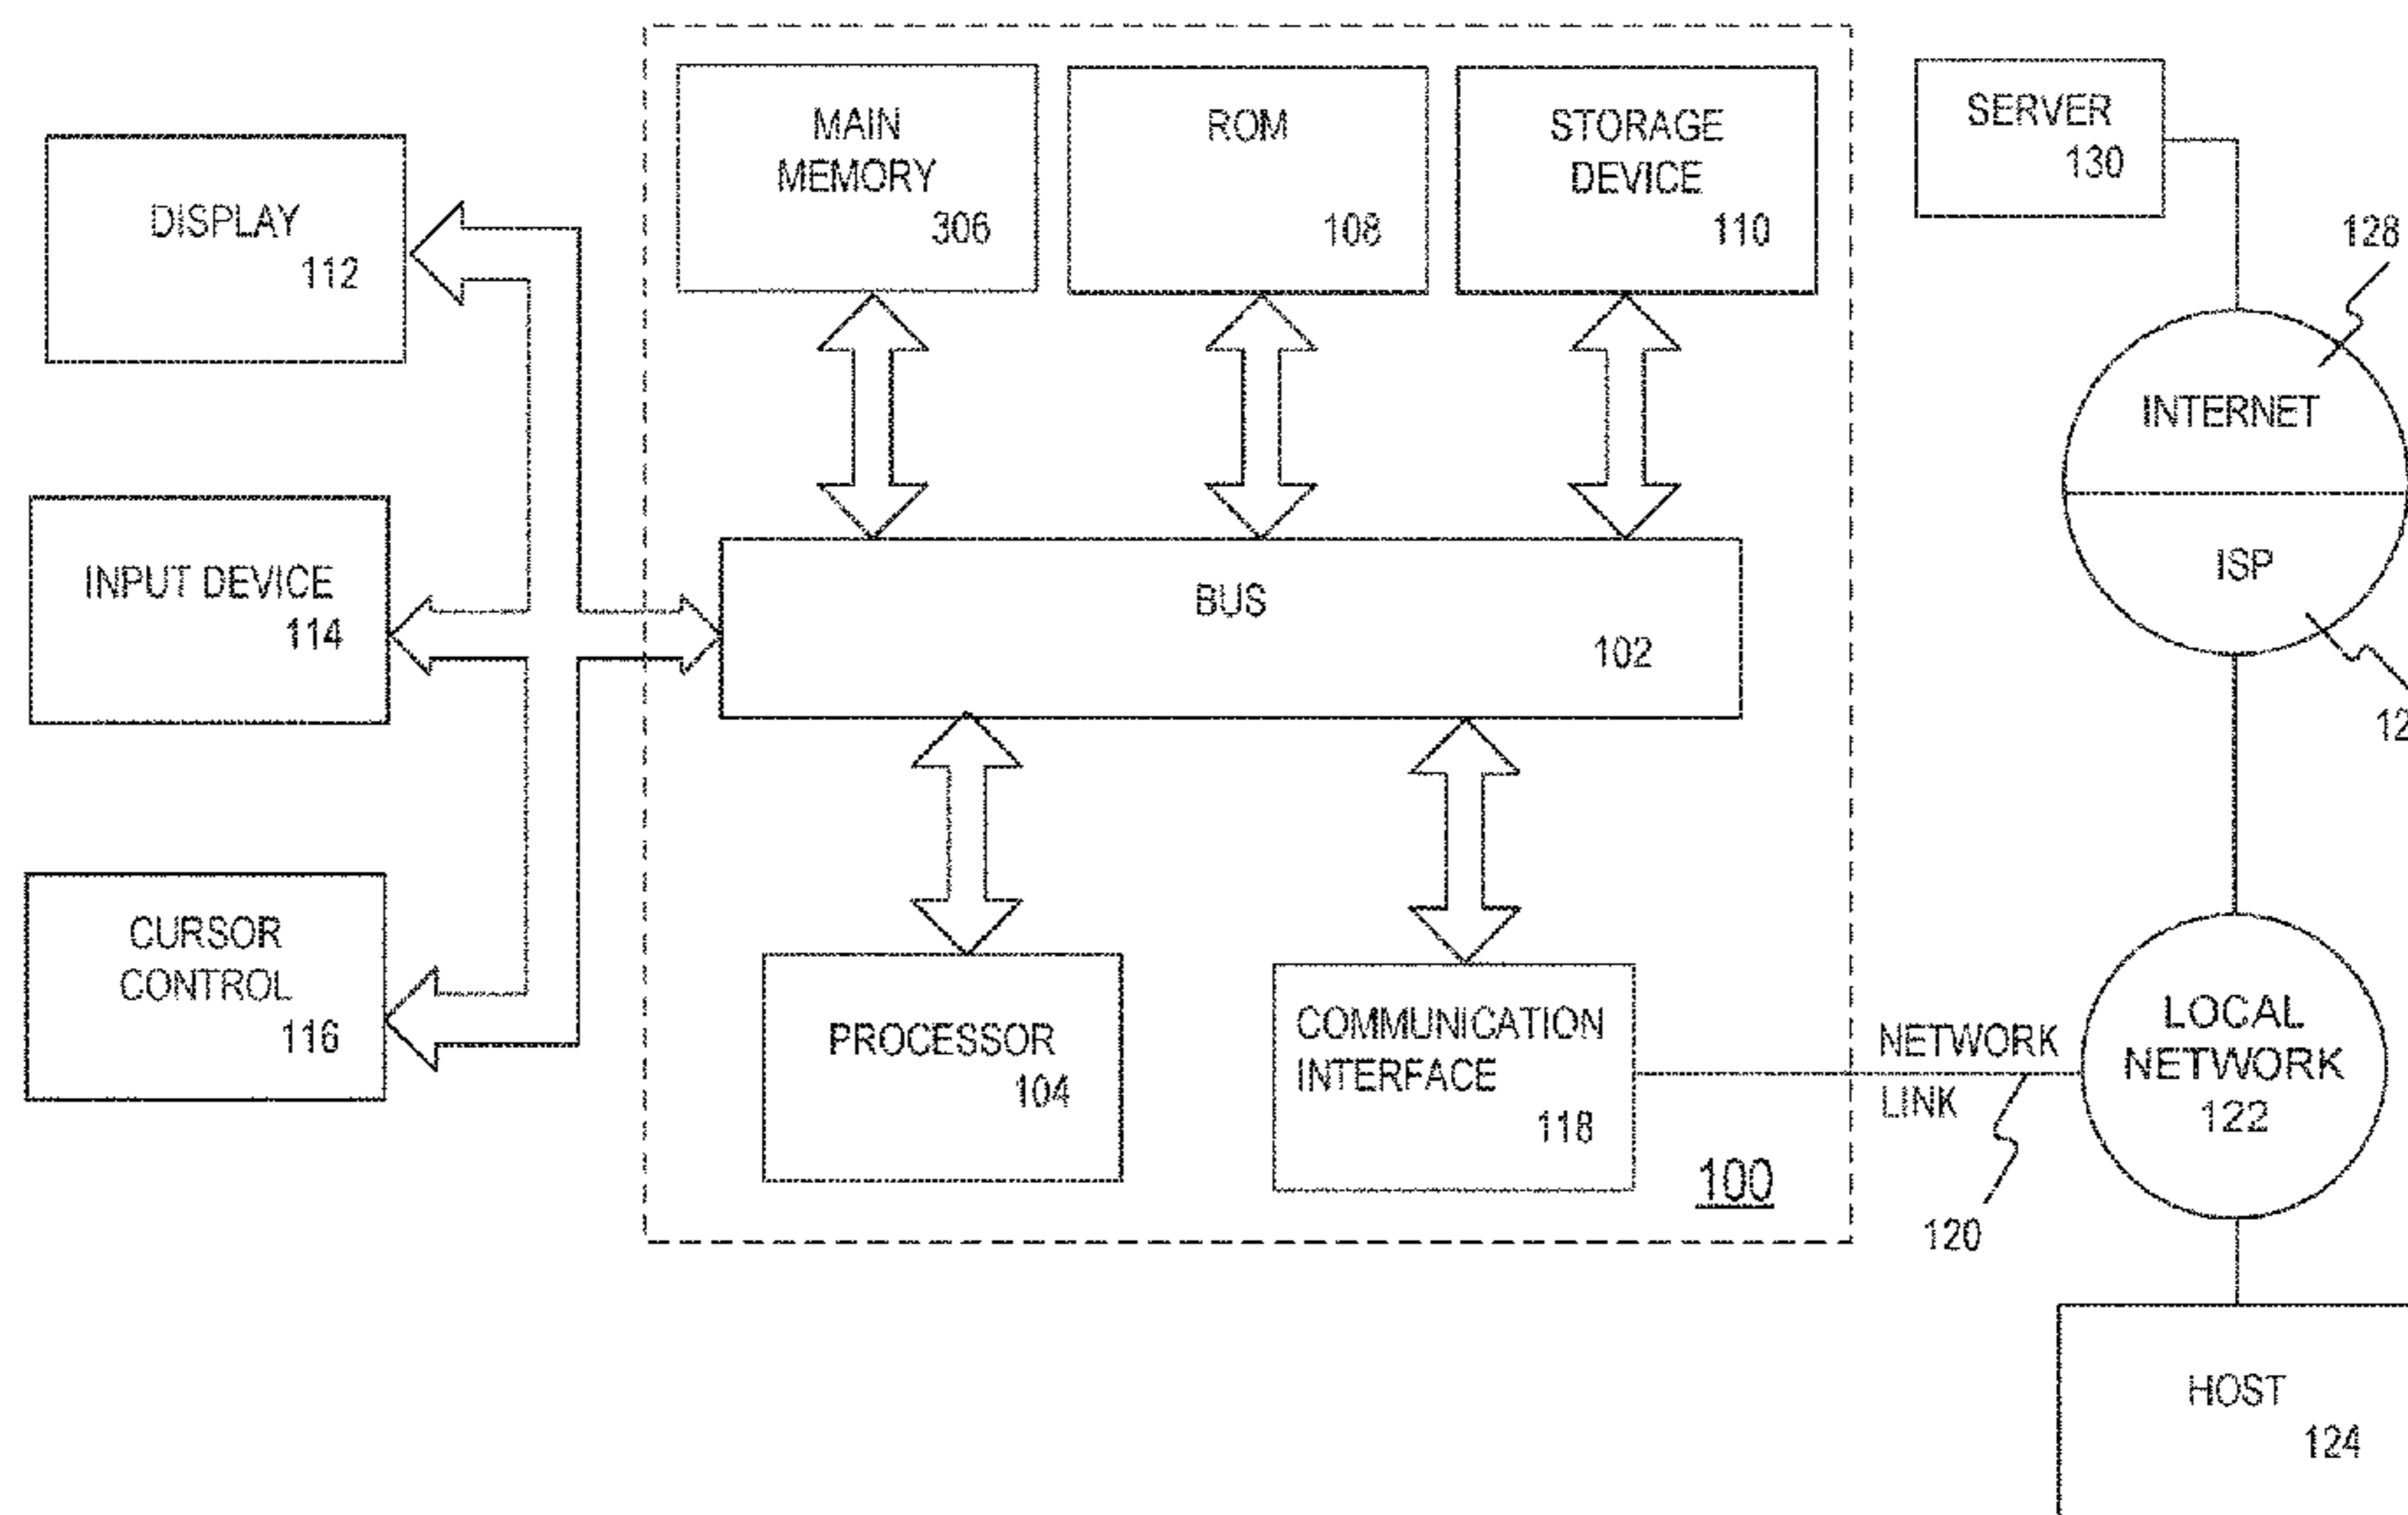 MAIN
MEMORY
306
ROM
108
STORAGE
DEVICE
110
SERVER
130
DISPLAY
112
128
INTERNET
ISP
INPUT DEVICE
114
BUS
102
12
CURSOR
CONTROL
116
PROCESSOR
104
COMMUNICATION
INTERFACE
118
NETWORK
LINK
LOCAL
NETWORK
122
100
120
HOST
124